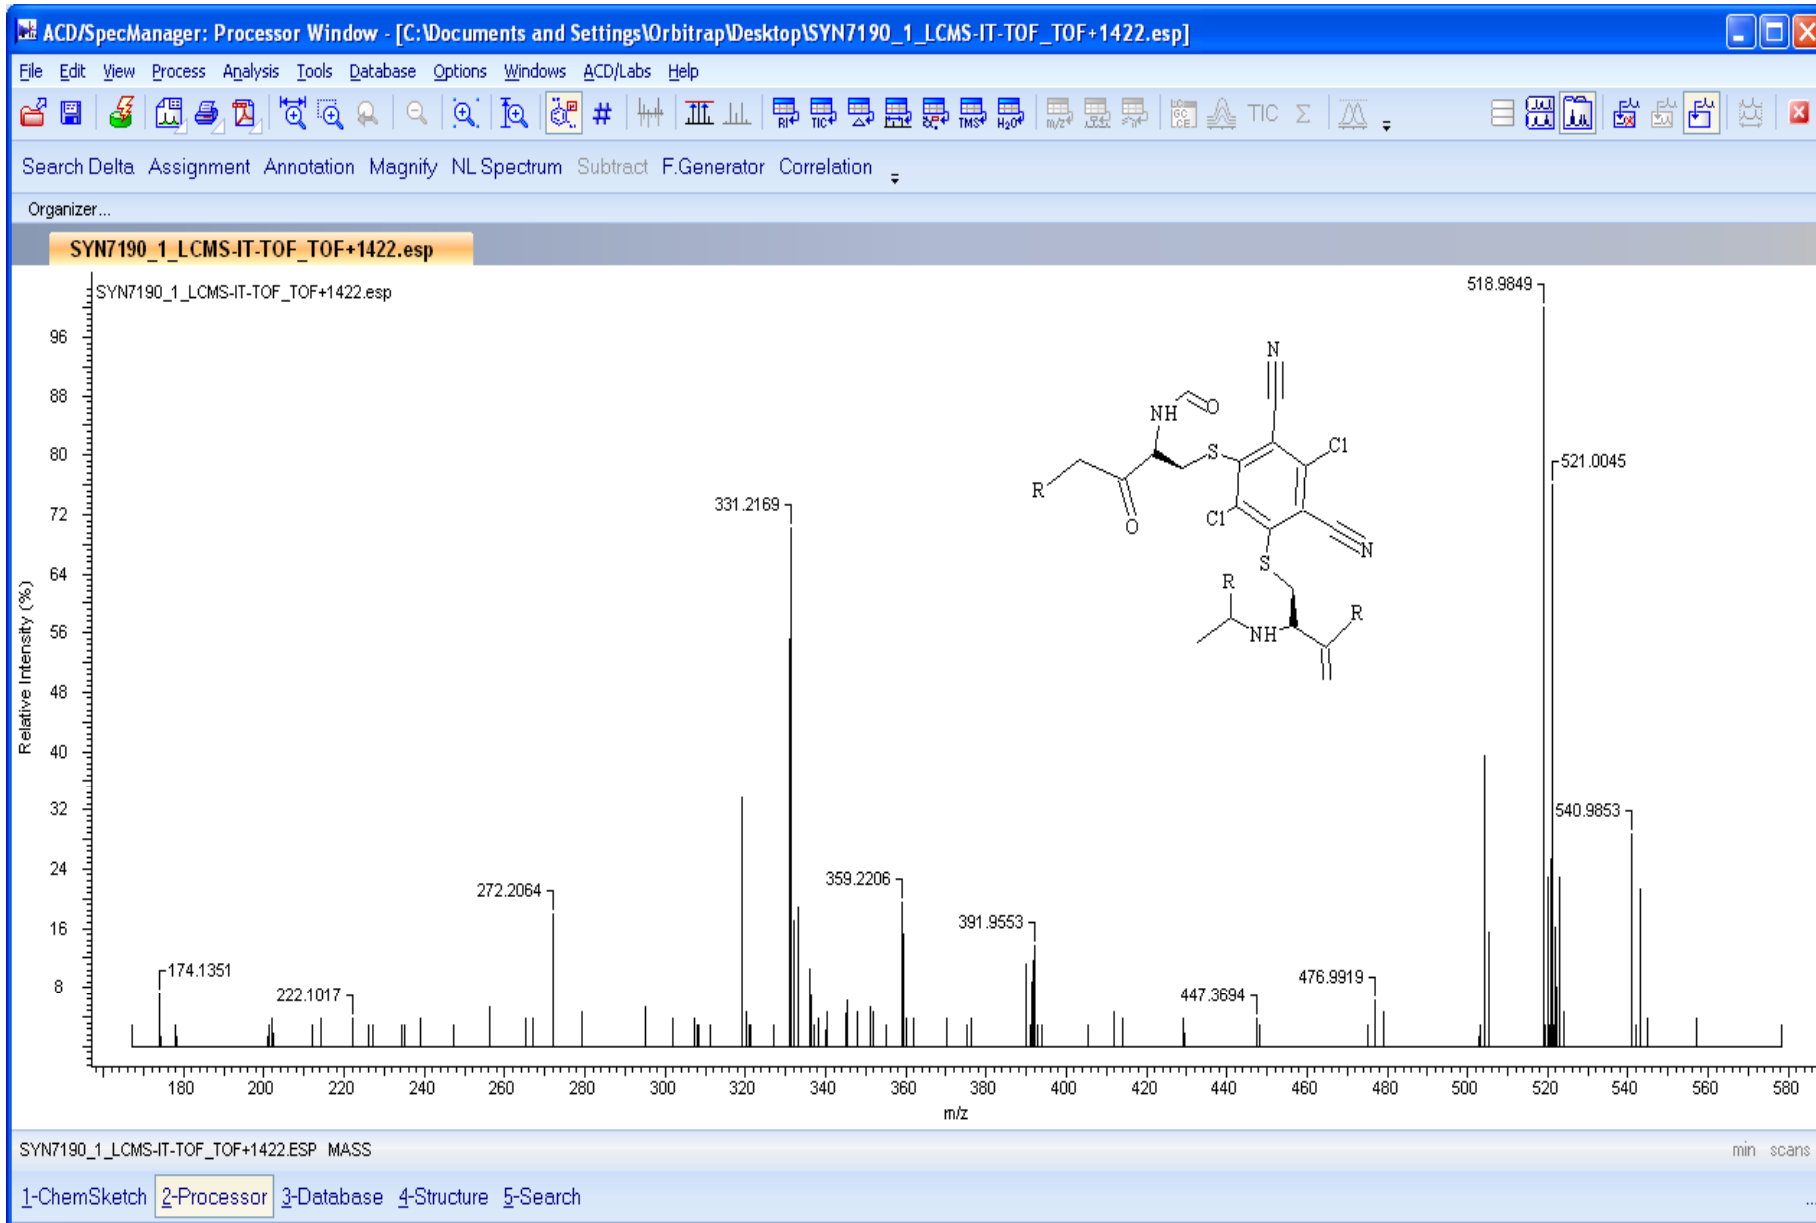 ACD/SpecManager: Processor Window - [C:\Documents and Settings\Orbitrap\Desktop\SYN7190_1_LCMS-IT-TOF_TOF+1422.esp]
File Edit View Process Analysis Tools Database Options Windows ACD/Labs Help
RI TIC TMS H₂O m/z TIC Σ
Search Delta Assignment Annotation Magnify NL Spectrum Subtract F.Generator Correlation
Organizer...
SYN7190_1_LCMS-IT-TOF_TOF+1422.esp
SYN7190_1_LCMS-IT-TOF_TOF+1422.esp
518.9849
96
N
88
NH O
Cl
80
S
521.0045
R
72
331.2169
Cl
O
N
64
S
R
R
56
NH
Relative Intensity (%)
48
40
32
540.9853
24
359.2206
272.2064
16
391.9553
174.1351
476.9919
8
222.1017
447.3694
180 200 220 240 260 280 300 320 340 360 380 400 420 440 460 480 500 520 540 560 580
m/z
SYN7190_1_LCMS-IT-TOF_TOF+1422.ESP MASS
min scans
1-ChemSketch 2-Processor 3-Database 4-Structure 5-Search
...